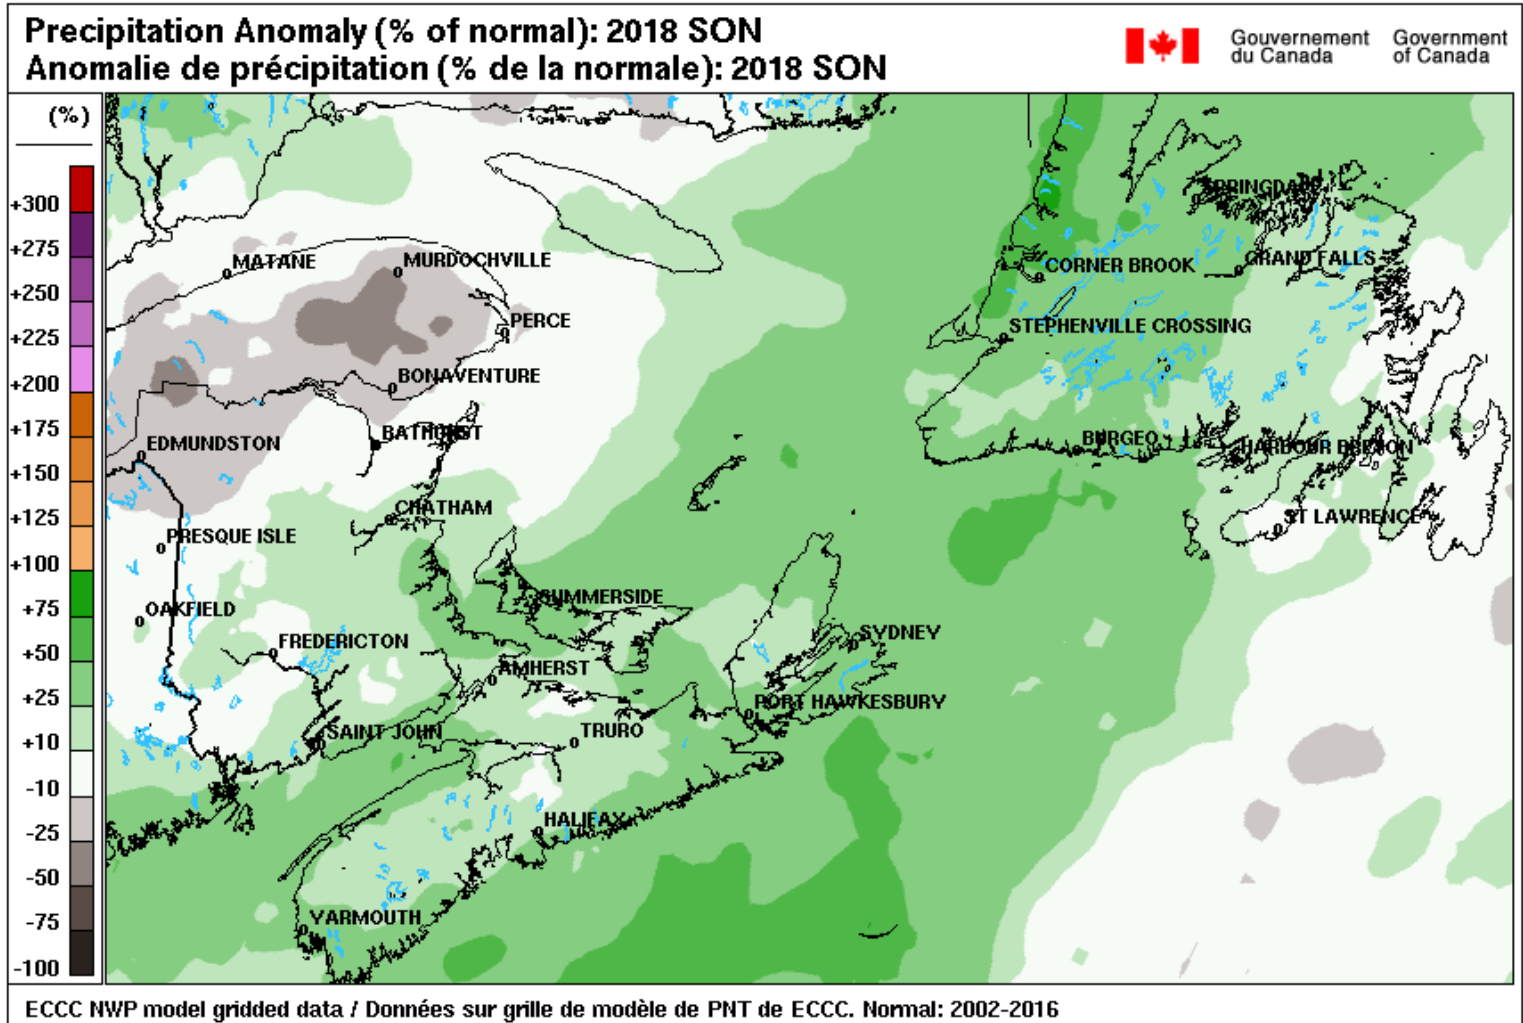 Precipitation Anomaly (% of normal): 2018 SON
Anomalie de précipitation (% de la normale): 2018 SON
Gouvernement du Canada
Government of Canada
(%)
+300
+275
+250
+225
+200
+175
+150
+125
+100
+75
+50
+25
+10
-10
-25
-50
-75
-100
SPRINGDALE
MATANE
MURDOCHVILLE
CORNER BROOK
GRAND FALLS
PERCE
STEPHENVILLE CROSSING
BONAVENTURE
BATHURST
EDMUNDSTON
BURGEO
HARBOUR BRETON
CHATHAM
ST LAWRENCE
PRESQUE ISLE
SUMMERSIDE
OAKFIELD
FREDERICTON
SYDNEY
AMHERST
PORT HAWKESBURY
SAINT JOHN
TRURO
HALIFAX
YARMOUTH
ECCC NWP model gridded data / Données sur grille de modèle de PNT de ECCC. Normal: 2002-2016